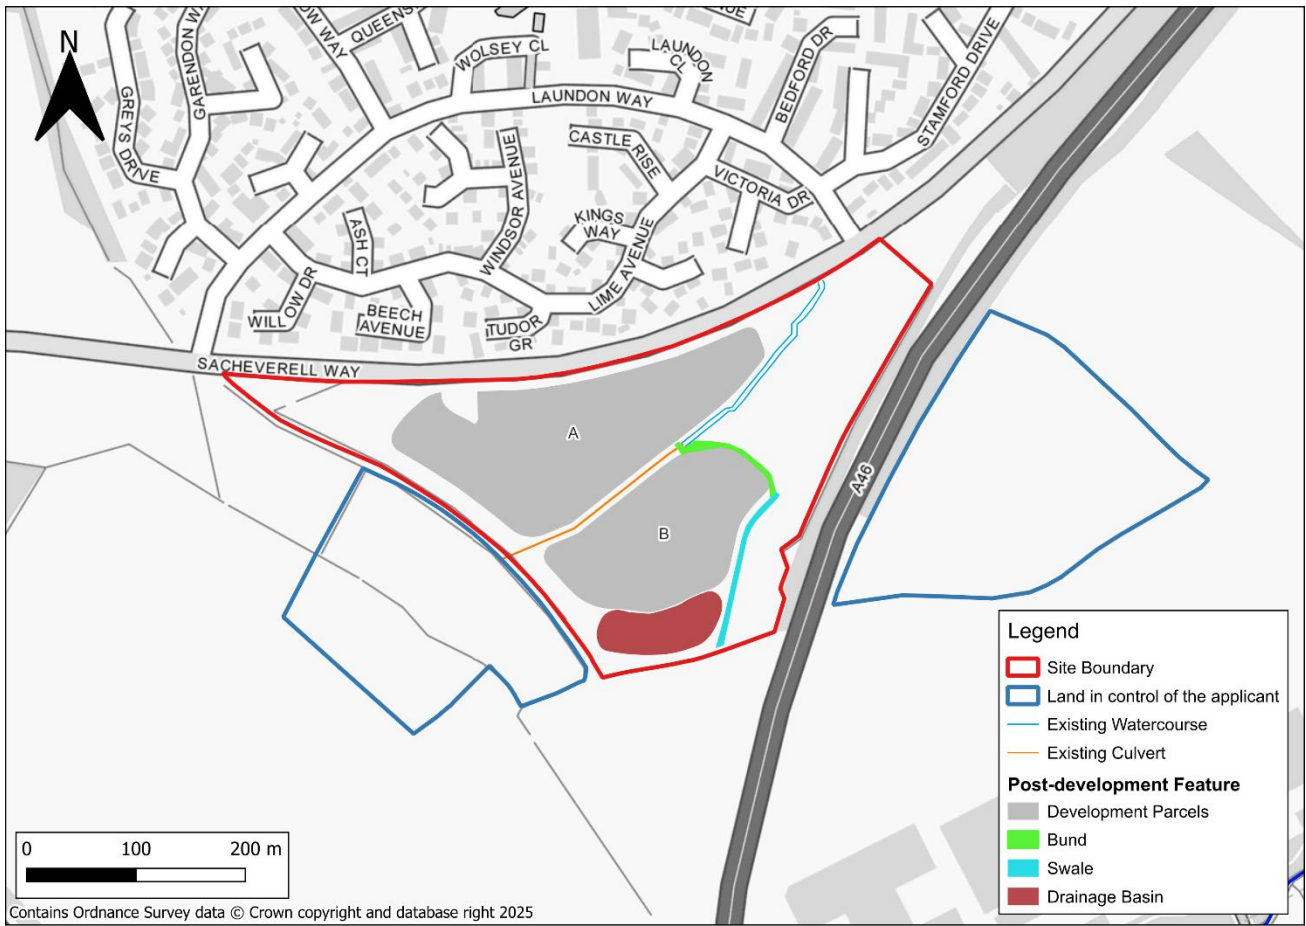 N
GREYS DRIVE
GARENDON W
OW WAY
QUEENS
WOLSEY CL
LAUNDON
CL
NUE
BEDFORD DR
STAMFORD DRIVE
LAUNDON WAY
CASTLE
RISE
VICTORIA DR
WINDSOR AVENUE
KINGS
WAY
ASH CT
LIME AVENUE
WILLOW DR
BEECH
AVENUE
TUDOR
GR
SACHEVERELL WAY
A
B
A46
Legend
Site Boundary
Land in control of the applicant
Existing Watercourse
Existing Culvert
Post-development Feature
Development Parcels
Bund
Swale
Drainage Basin
0 100 200 m
Contains Ordnance Survey data © Crown copyright and database right 2025